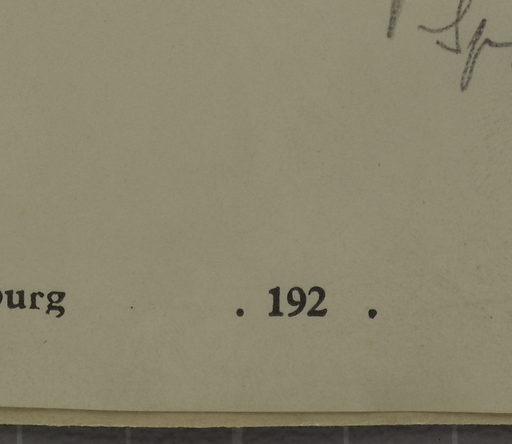 urg . 192 .